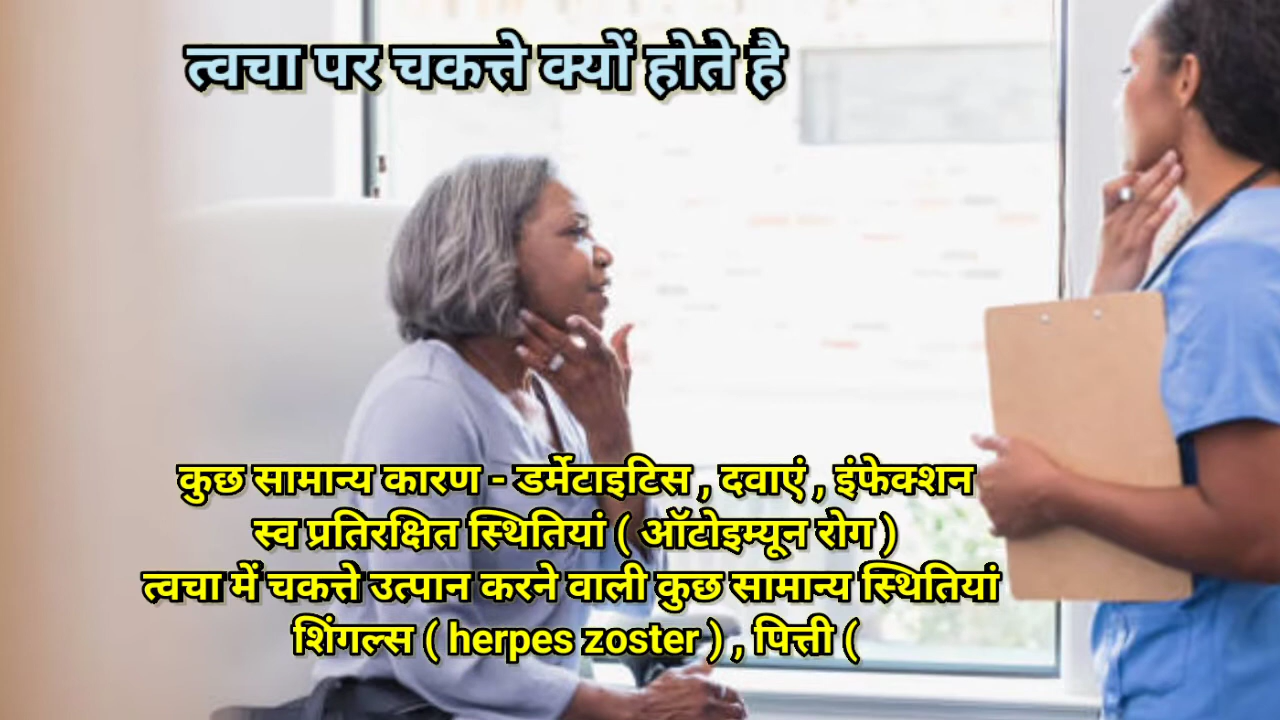 त्वचा पर चकत्ते क्यों होते है
कुछ सामान्य कारण - डर्मेटाइटिस , दवाएं , इंफेक्शन
स्व प्रतिरक्षित स्थितियां ( ऑटोइम्यून रोग )
त्वचा में चकत्ते उत्पान करने वाली कुछ सामान्य स्थितियां
शिंगल्स ( herpes zoster ) , पित्ती (